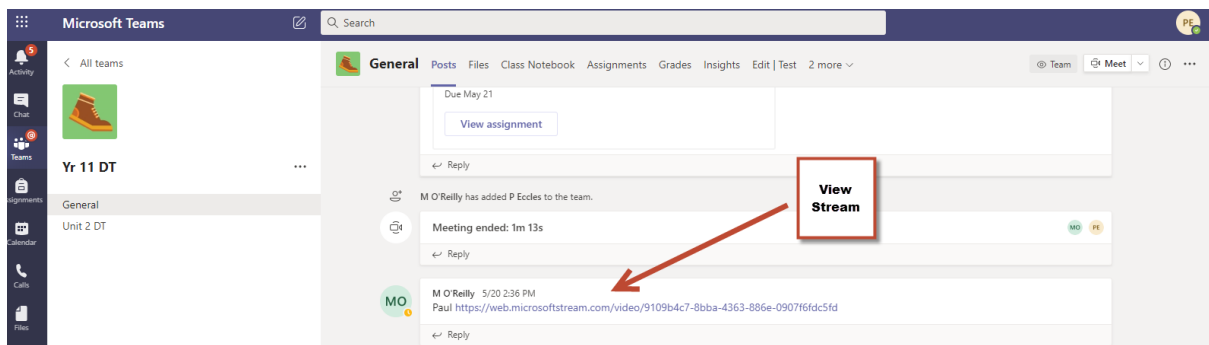 Microsoft Teams
Search
PE
5
Activity
Chat
@
Teams
Assignments
Calendar
Calls
Files
All teams
Yr 11 DT
General
Unit 2 DT
General Posts Files Class Notebook Assignments Grades Insights Edit | Test 2 more
Team Meet
Due May 21
View assignment
Reply
M O'Reilly has added P Eccles to the team.
Meeting ended: 1m 13s
MO PE
Reply
View
Stream
MO
M O'Reilly 5/20 2:36 PM
Paul https://web.microsoftstream.com/video/9109b4c7-8bba-4363-886e-0907f6fdc5fd
Reply